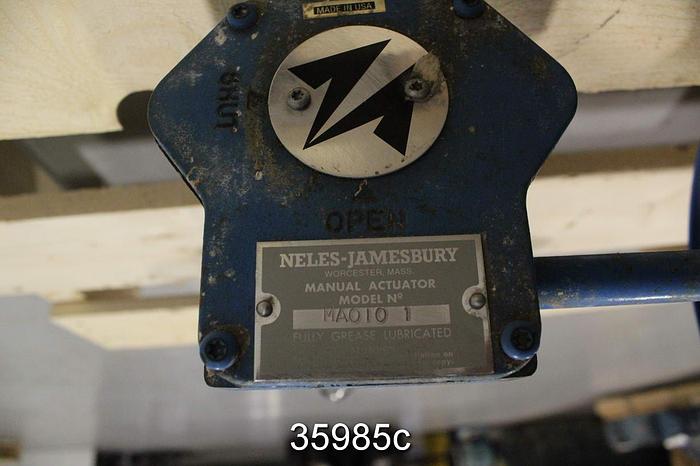 MADE IN USA
SHUT
OPEN
NELES-JAMESBURY
WORCESTER, MASS.
MANUAL ACTUATOR
MODEL Nº
MA010 1
FULLY GREASE LUBRICATED
35985c